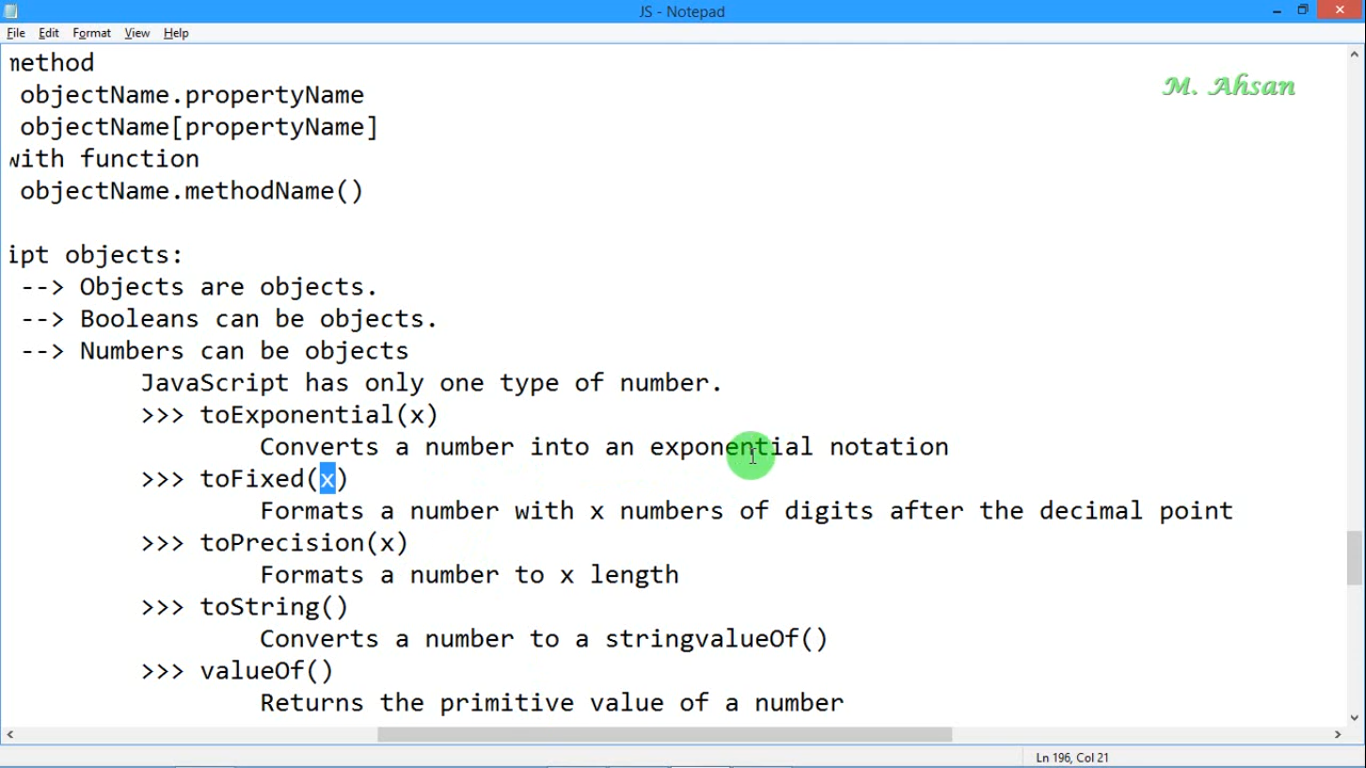 JS - Notepad
File Edit Format View Help
method
M. Ahsan
objectName.propertyName
objectName[propertyName]
with function
objectName.methodName()
ipt objects:
--> Objects are objects.
--> Booleans can be objects.
--> Numbers can be objects
JavaScript has only one type of number.
>>> toExponential(x)
Converts a number into an exponential notation
>>> toFixed(x)
Formats a number with x numbers of digits after the decimal point
>>> toPrecision(x)
Formats a number to x length
>>> toString()
Converts a number to a stringvalueOf()
>>> valueOf()
Returns the primitive value of a number
Ln 196, Col 21